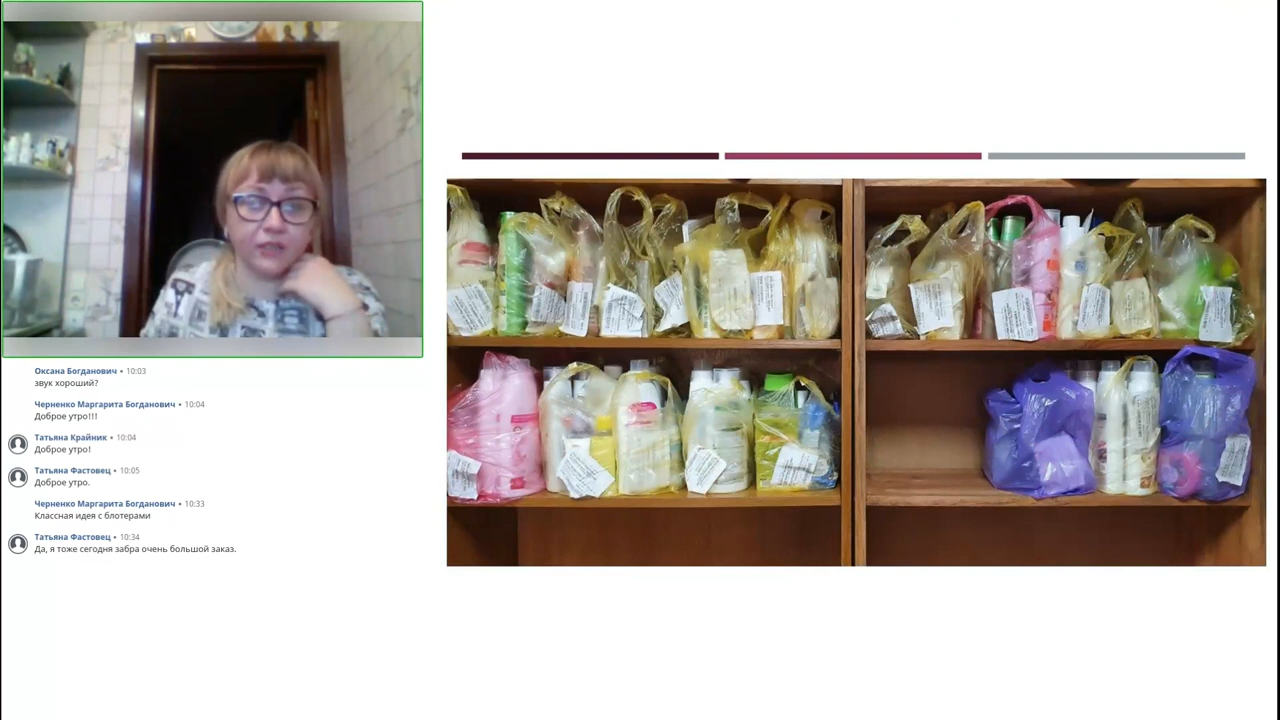 Оксана Богданович • 10:03
звук хороший?
Черненко Маргарита Богданович • 10:04
Доброе утро!!!
Татьяна Крайник • 10:04
Доброе утро!
Татьяна Фастовец • 10:05
Доброе утро.
Черненко Маргарита Богданович • 10:33
Классная идея с блотерами
Татьяна Фастовец • 10:34
Да, я тоже сегодня забра очень большой заказ.